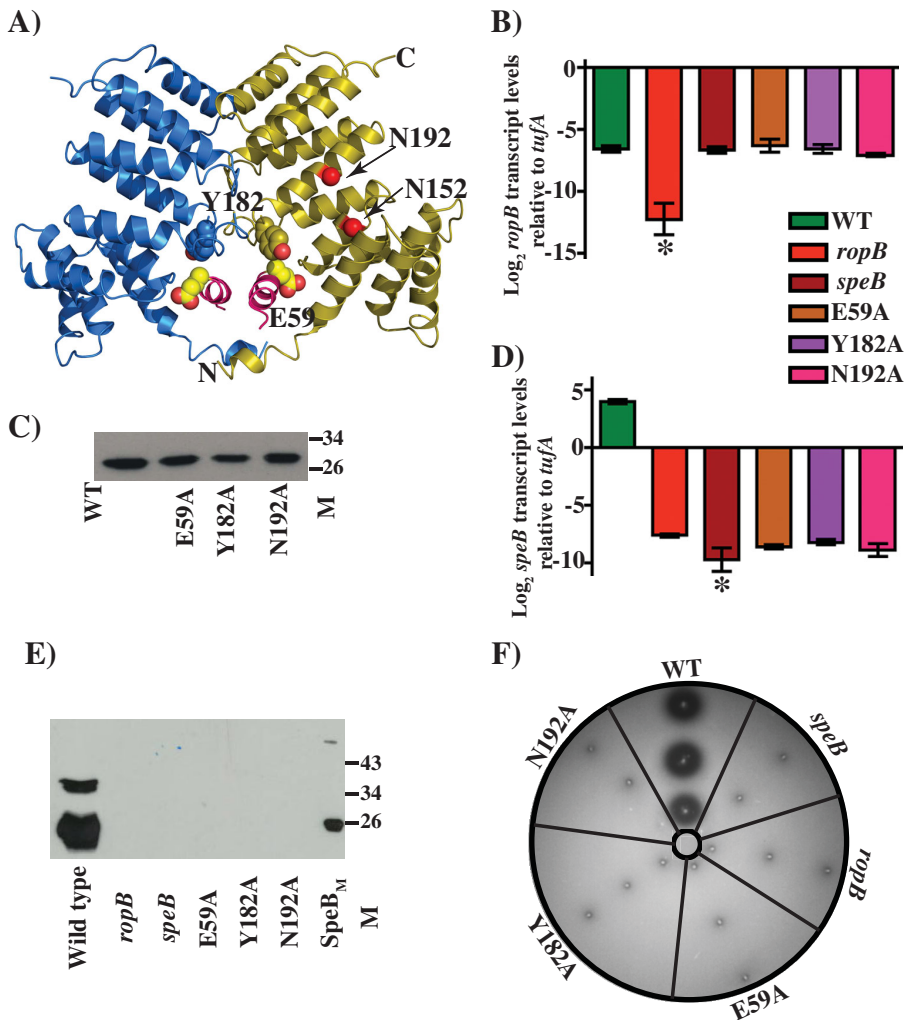 A)
C
N192
N152
Y182
E59
N
B)
Log2 ropB transcript levels
relative to tufA
0
-5
-10
-15
*
WT
ropB
speB
E59A
Y182A
N192A
C)
34
26
WT
E59A
Y182A
N192A
M
D)
Log2 speB transcript levels
relative to tufA
5
0
-5
-10
*
E)
43
34
26
Wild type
ropB
speB
E59A
Y182A
N192A
SpeBM
M
F)
WT
speB
ropB
E59A
Y182A
N192A